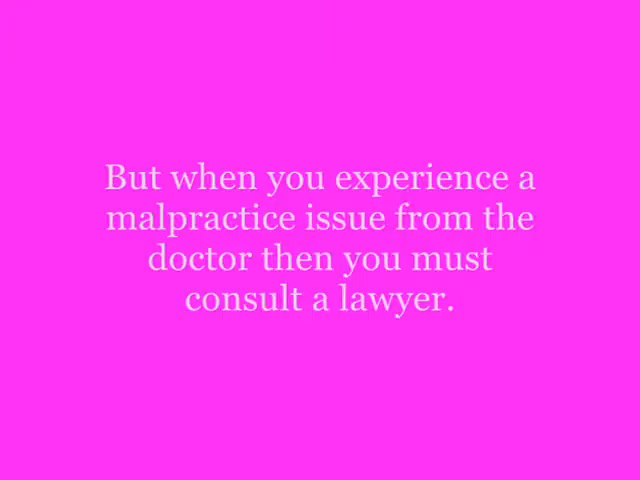 But when you experience a
malpractice issue from the
doctor then you must
consult a lawyer.